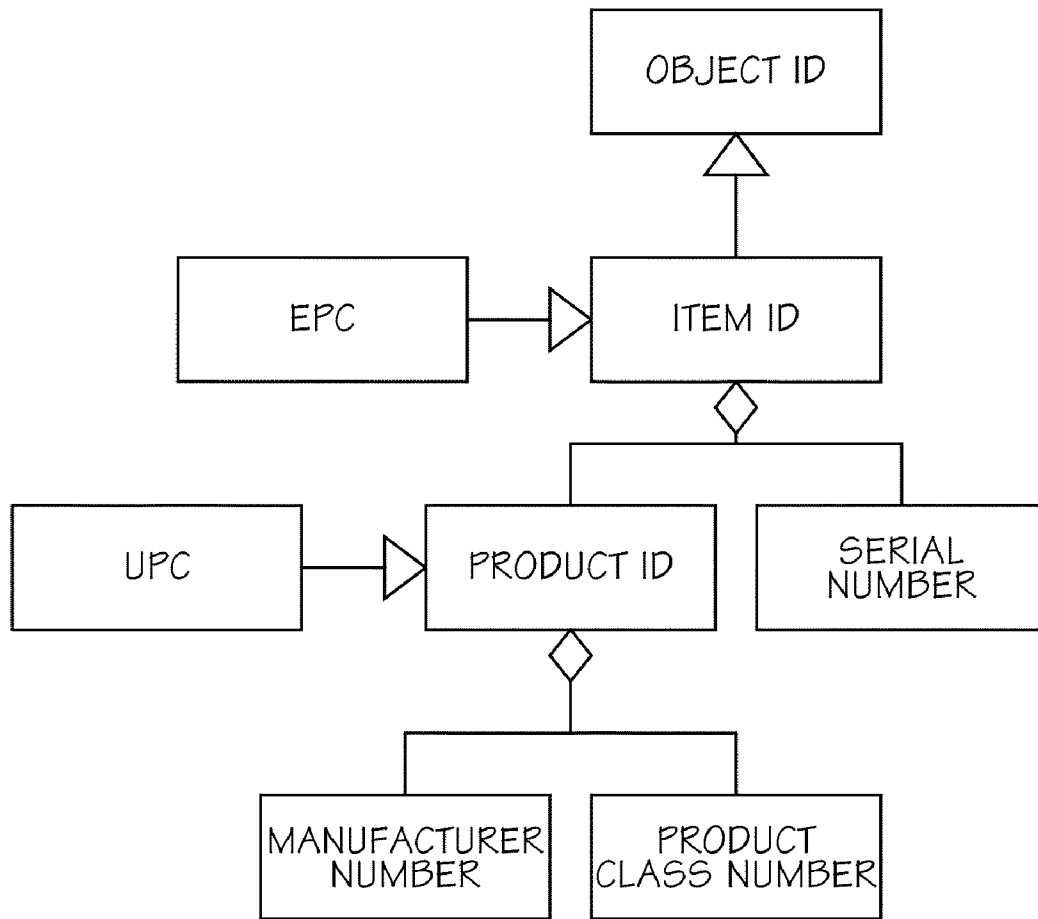 OBJECT ID
EPC
ITEM ID
UPC
PRODUCT ID
SERIAL
NUMBER
MANUFACTURER
NUMBER
PRODUCT
CLASS NUMBER